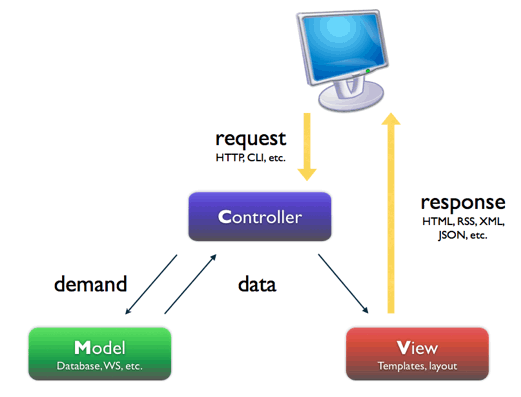 request
HTTP, CLI, etc.
response
HTML, RSS, XML,
JSON, etc.
Controller
demand
data
Model
Database, WS, etc.
View
Templates, layout